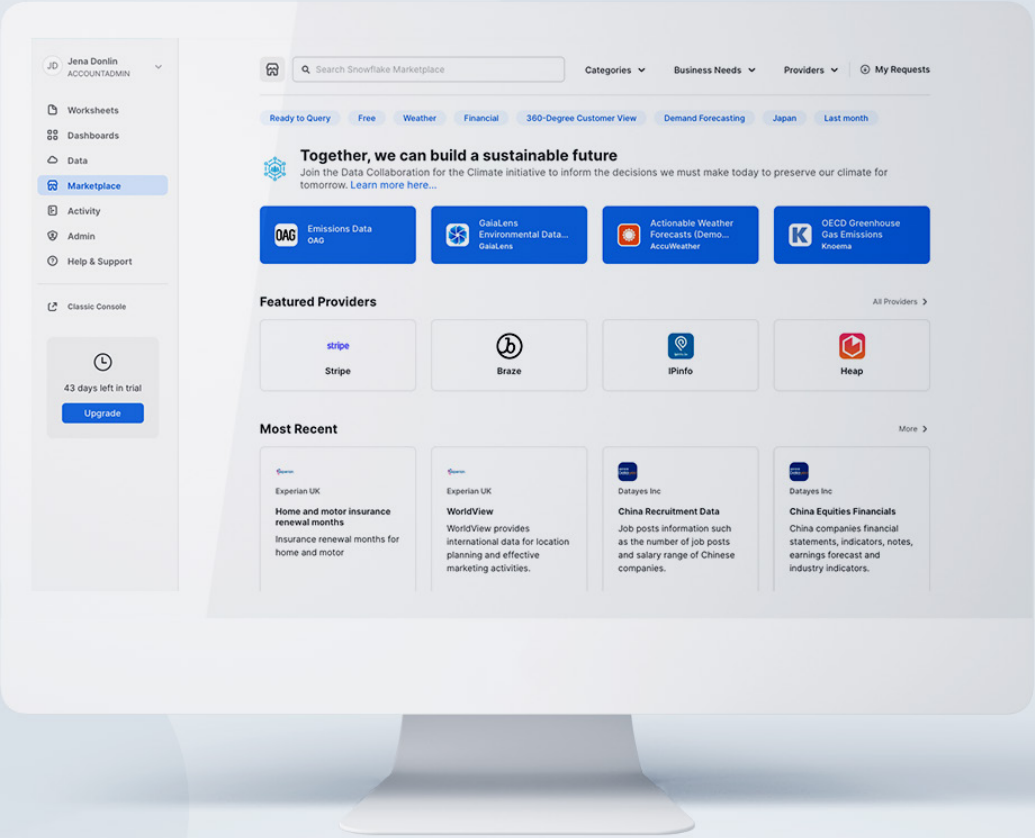 JD
Jena Donlin
ACCOUNTADMIN
Worksheets
Dashboards
Data
Marketplace
Activity
Admin
Help & Support
Classic Console
43 days left in trial
Upgrade
Search Snowflake Marketplace
Categories
Business Needs
Providers
My Requests
Ready to Query
Free
Weather
Financial
360-Degree Customer View
Demand Forecasting
Japan
Last month
Together, we can build a sustainable future
Join the Data Collaboration for the Climate initiative to inform the decisions we must make today to preserve our climate for
tomorrow. Learn more here...
OAG
Emissions Data
OAG
GaiaLens
Environmental Data...
GaiaLens
Actionable Weather
Forecasts (Demo...
AccuWeather
K
OECD Greenhouse
Gas Emissions
Knoema
Featured Providers
All Providers
stripe
Stripe
b
Braze
IPinfo
Heap
Most Recent
More
Experian
Experian UK
Home and motor insurance
renewal months
Insurance renewal months for
home and motor
Experian
Experian UK
WorldView
WorldView provides
international data for location
planning and effective
marketing activities.
Datayes Inc
China Recruitment Data
Job posts information such
as the number of job posts
and salary range of Chinese
companies.
Datayes Inc
China Equities Financials
China companies financial
statements, indicators, notes,
earnings forecast and
industry indicators.